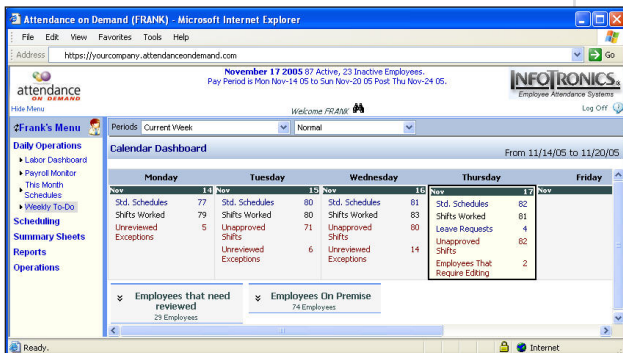 Attendance on Demand (FRANK) - Microsoft Internet Explorer
File Edit View Favorites Tools Help
Address https://yourcompany.attendanceondemand.com Go
attendance
ON DEMAND
November 17 2005 87 Active, 23 Inactive Employees.
Pay Period is Mon Nov-14 05 to Sun Nov-20 05 Post Thu Nov-24 05.
INFOTRONICS
Employee Attendance Systems
Hide Menu Welcome FRANK Log Off
Frank's Menu Periods Current Week Normal
Daily Operations
Labor Dashboard
Payroll Monitor
This Month Schedules
Weekly To-Do
Scheduling
Summary Sheets
Reports
Operations
Calendar Dashboard From 11/14/05 to 11/20/05
Monday Tuesday Wednesday Thursday Friday
Nov 14 Nov 15 Nov 16 Nov 17 Nov
Std. Schedules 77
Shifts Worked 79
Unreviewed Exceptions 5
Std. Schedules 80
Shifts Worked 80
Unapproved Shifts 71
Unreviewed Exceptions 6
Std. Schedules 81
Shifts Worked 83
Unapproved Shifts 80
Unreviewed Exceptions 14
Std. Schedules 82
Shifts Worked 81
Leave Requests 4
Unapproved Shifts 82
Employees That Require Editing 2
Employees that need reviewed
29 Employees
Employees On Premise
74 Employees
Ready. Internet